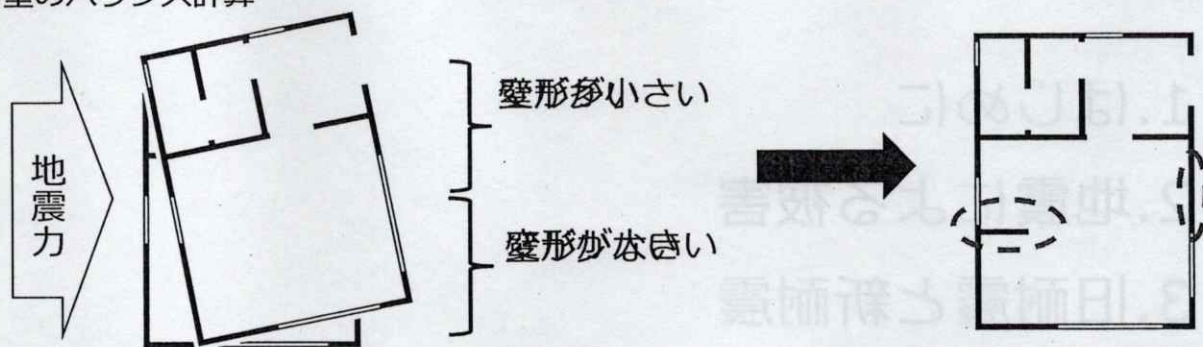 のバランス計算
地震力
変形が小さい
変形が大きい
1.はじめに
2.地震による被害
3.旧耐震と新耐震